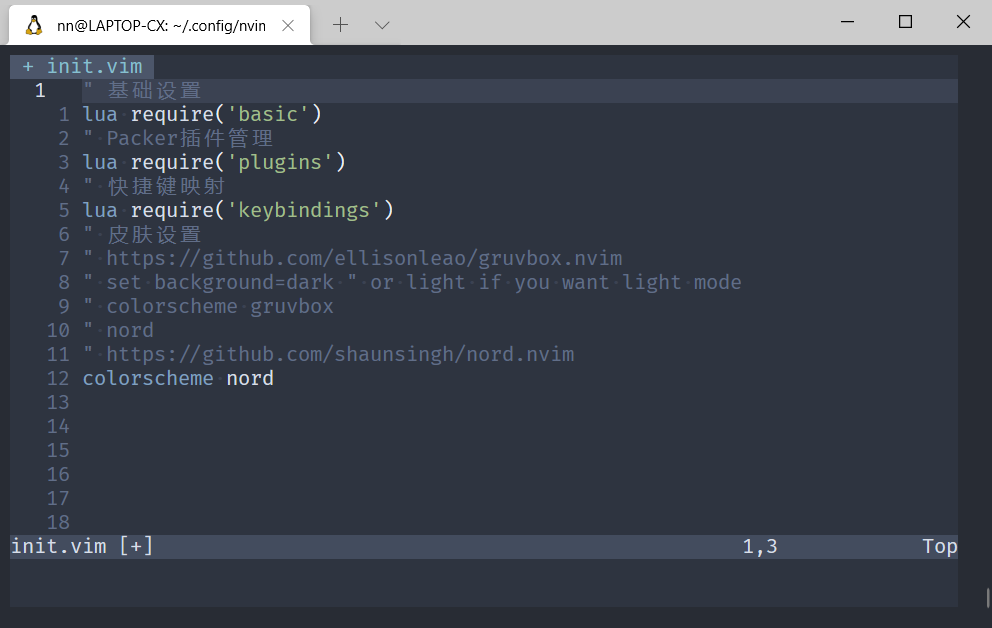 nn@LAPTOP-CX: ~/.config/nvin
+ init.vim
1 " 基础设置
1 lua require('basic')
2 " Packer插件管理
3 lua require('plugins')
4 " 快捷键映射
5 lua require('keybindings')
6 " 皮肤设置
7 " https://github.com/ellisonleao/gruvbox.nvim
8 " set background=dark " or light if you want light mode
9 " colorscheme gruvbox
10 " nord
11 " https://github.com/shaunsingh/nord.nvim
12 colorscheme nord
13
14
15
16
17
18
init.vim [+] 1,3 Top